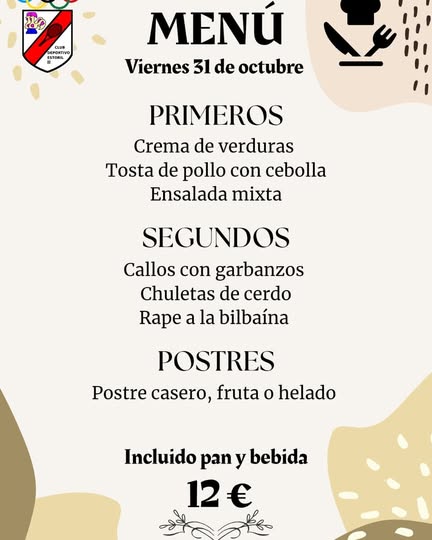 MENÚ
Viernes 31 de octubre
CLUB
DEPORTIVO
ESTORIL
II
PRIMEROS
Crema de verduras
Tosta de pollo con cebolla
Ensalada mixta
SEGUNDOS
Callos con garbanzos
Chuletas de cerdo
Rape a la bilbaína
POSTRES
Postre casero, fruta o helado
Incluido pan y bebida
12 €